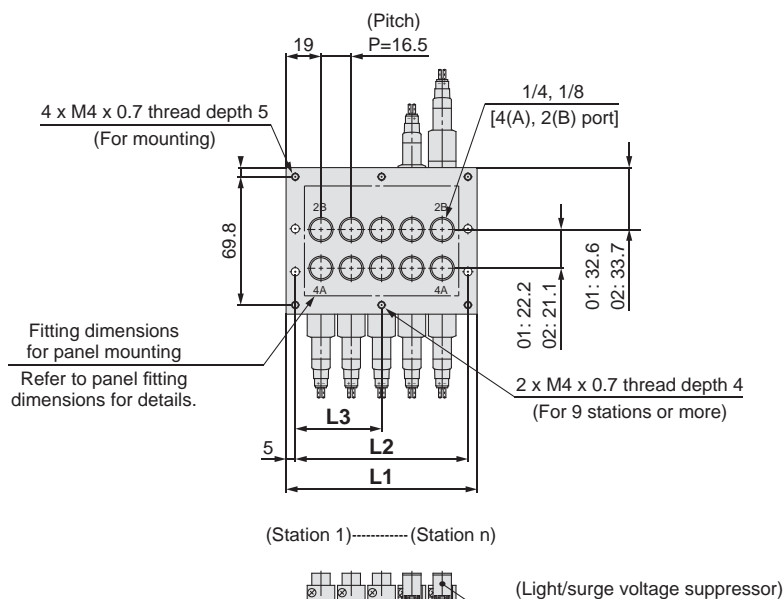 (Pitch)
19
P=16.5
4 x M4 x 0.7 thread depth 5
(For mounting)
1/4, 1/8
[4(A), 2(B) port]
2B
2B
69.8
4A
4A
01: 22.2
02: 21.1
01: 32.6
02: 33.7
Fitting dimensions
for panel mounting
Refer to panel fitting
dimensions for details.
2 x M4 x 0.7 thread depth 4
(For 9 stations or more)
L3
5
L2
L1
(Station 1)------------(Station n)
(Light/surge voltage suppressor)